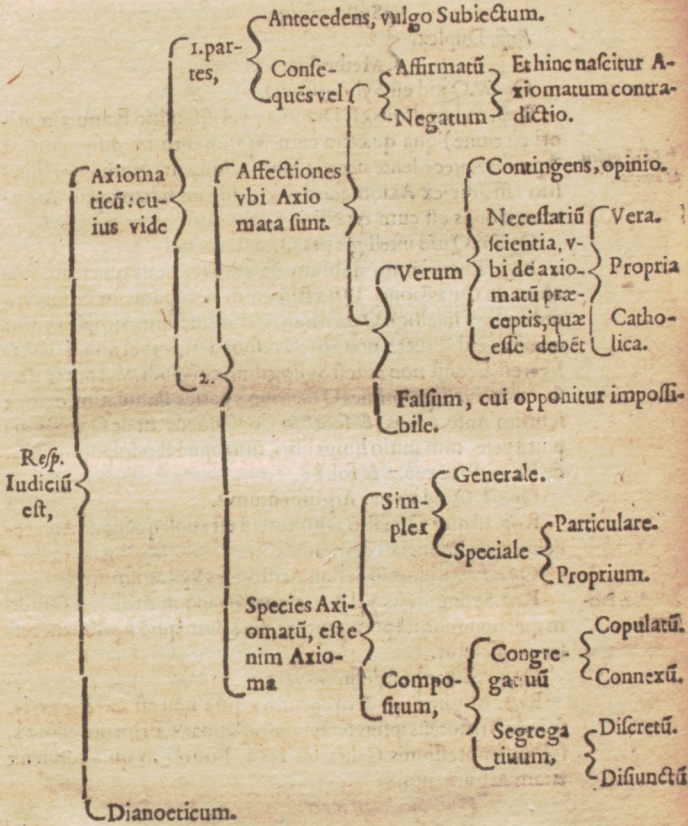 Resp.
Iudiciũ
est,
Axioma
ticũ: cu-
ius vide
1. par-
tes,
Antecedens, vulgo Subiectum.
Conse-
quẽs vel
Affirmatũ
Negatum
Et hinc nascitur A-
xiomatum contra-
dictio.
2.
Affectiones
vbi Axio
mata sunt.
Verum
Contingens, opinio.
Necessariũ
scientia, v-
bi de axio-
matũ præ-
ceptis, quæ
esse debẽt
Vera.
Propria
Catho-
lica.
Falsum, cui opponitur impossi-
bile.
Species Axi-
omatũ, est e
nim Axio-
ma
Sim-
plex
Generale.
Speciale
Particulare.
Proprium.
Compo-
situm,
Congre-
gatiuũ
Copulatũ.
Connexũ.
Segrega
tiuum,
Discretũ.
Disiunctũ
Dianoeticum.